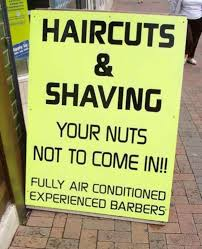 HAIRCUTS
&
SHAVING
YOUR NUTS
NOT TO COME IN!!
FULLY AIR CONDITIONED
EXPERIENCED BARBERS